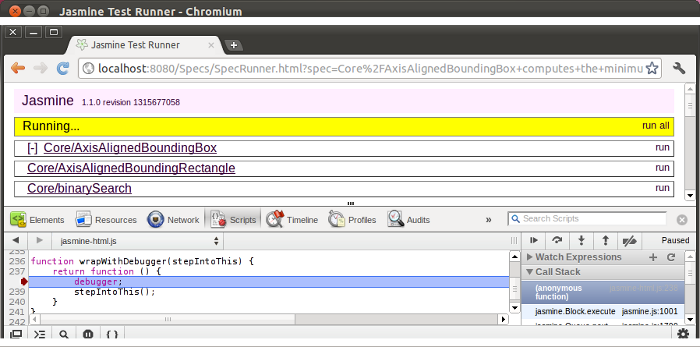 Jasmine Test Runner - Chromium
Jasmine Test Runner
localhost:8080/Specs/SpecRunner.html?spec=Core%2FAxisAlignedBoundingBox+computes+the+minimu
Jasmine 1.1.0 revision 1315677058
Running... run all
[-] Core/AxisAlignedBoundingBox run
Core/AxisAlignedBoundingRectangle run
Core/binarySearch run
Elements Resources Network Scripts Timeline Profiles Audits » Search Scripts
jasmine-html.js Paused
235
236 function wrapWithDebugger(stepIntoThis) { Watch Expressions
237 return function () { Call Stack
debugger; (anonymous function)
239 stepIntoThis();
240 } jasmine.Block.execute jasmine.js:1001
241 }
242